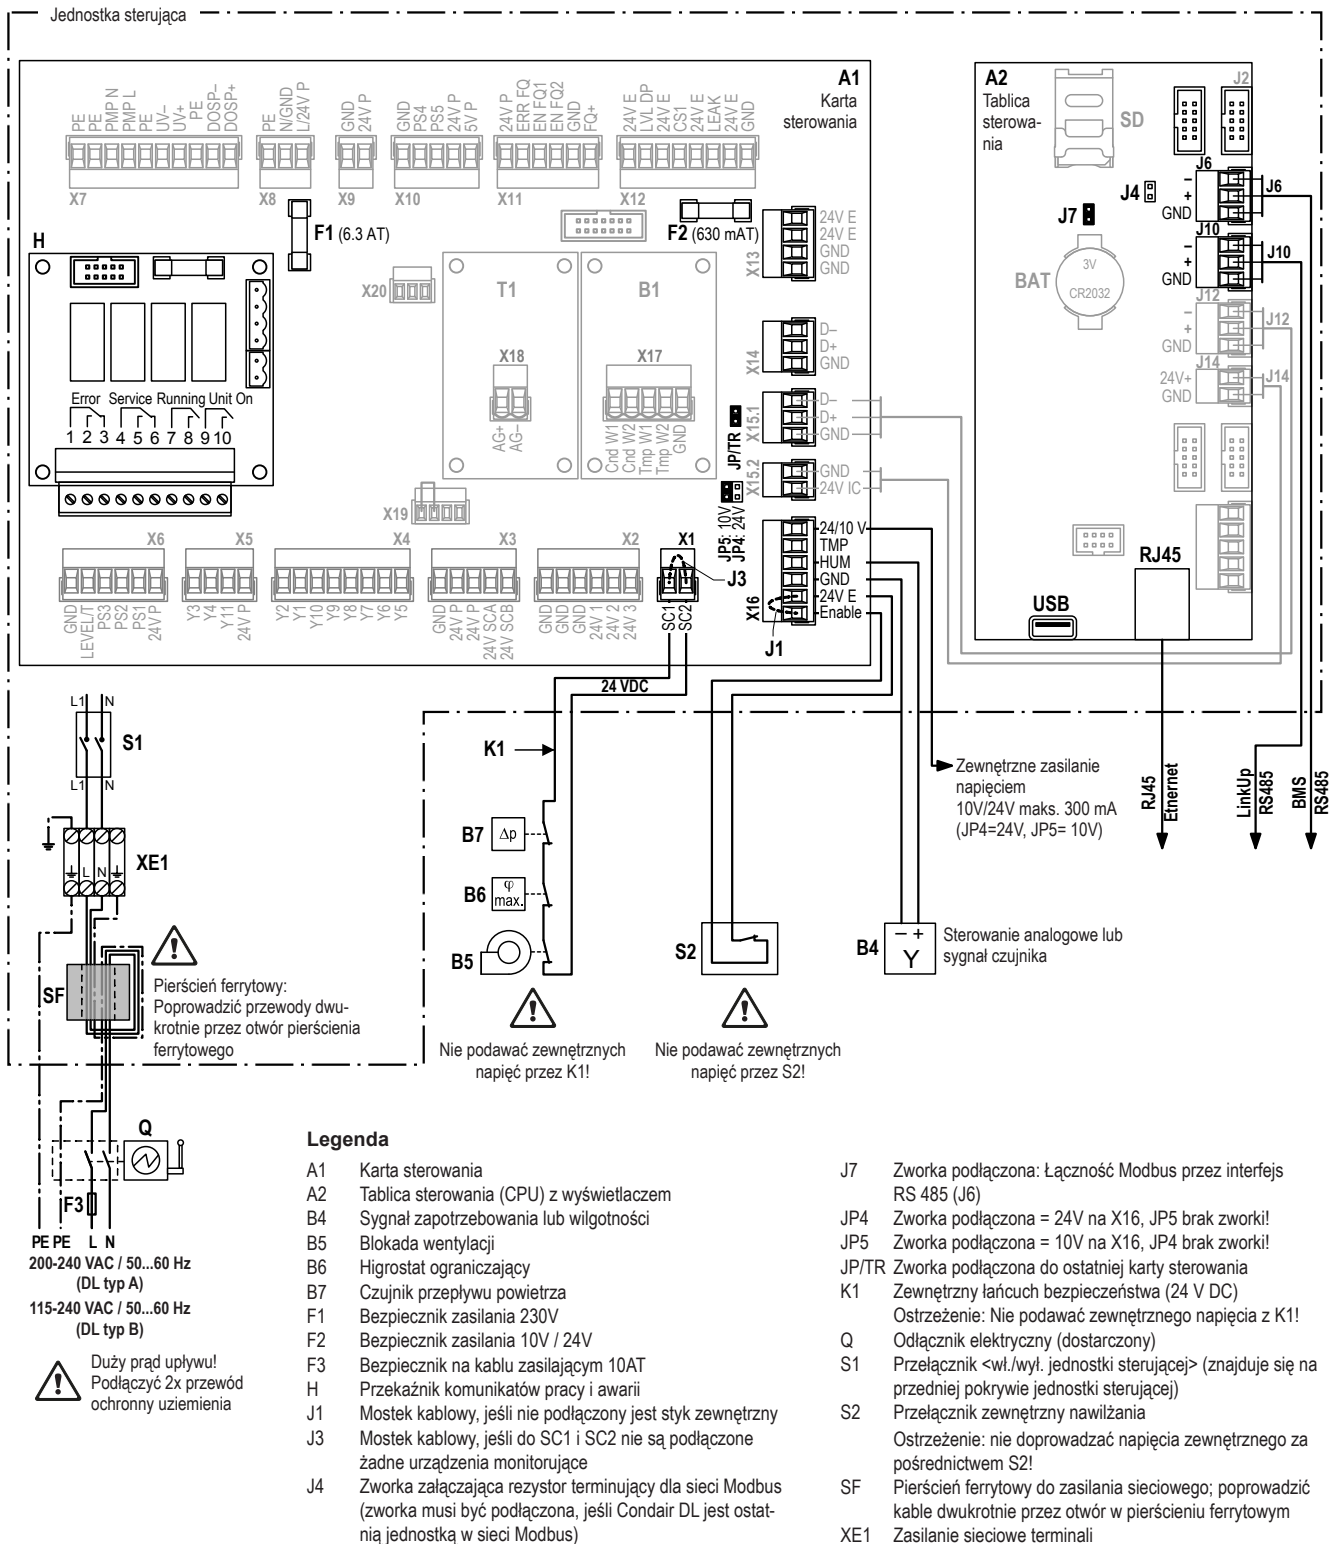 Jednostka sterująca
A1
Karta
sterowania
PE
PE
PMP N
PMP L
PE
UV–
UV+
PE
DOSP–
DOSP+
X7
PE
N/GND
L/24V P
X8
GND
24V P
X9
GND
PS4
PS5
24V P
5V P
X10
24V P
ERR FQ
EN FQ1
EN FQ2
GND
FQ+
X11
24V E
LVL DP
24V E
CS1
24V E
LEAK
24V E
GND
X12
F1 (6.3 AT)
F2 (630 mAT)
24V E
24V E
GND
GND
X13
H
Error Service Running Unit On
1 2 3 4 5 6 7 8 9 10
X20
T1
X18
AG+
AG–
B1
X17
Cnd W1
Cnd W2
Tmp W1
Tmp W2
GND
X19
D–
D+
GND
X14
D–
D+
GND
X15.1
JP/TR
GND
24V IC
X15.2
JP5: 10V
JP4: 24V
24/10 V
TMP
HUM
GND
24V E
Enable
X16
J1
X6
GND
LEVEL/T
PS3
PS2
PS1
24V P
X5
Y3
Y4
Y11
24V P
X4
Y2
Y1
Y10
Y9
Y8
Y7
Y6
Y5
X3
GND
24V P
24V P
24V SCA
24V SCB
X2
GND
GND
GND
24V 1
24V 2
24V 3
X1
J3
SC1
SC2
24 VDC
A2
Tablica
sterowa-
nia
SD
J2
J6
–
+
GND
J6
J4
J7
J10
–
+
GND
J10
BAT
3V
CR2032
J12
–
+
GND
J12
J14
24V+
GND
J14
RJ45
USB
L1 N
S1
L1 N
XE1
L N
SF
Pierścień ferrytowy:
Poprowadzić przewody dwu-
krotnie przez otwór pierścienia
ferrytowego
K1
B7
Δp
B6
φ
max.
B5
Nie podawać zewnętrznych
napięć przez K1!
S2
Nie podawać zewnętrznych
napięć przez S2!
B4
– +
Y
Sterowanie analogowe lub
sygnał czujnika
Zewnętrzne zasilanie
napięciem
10V/24V maks. 300 mA
(JP4=24V, JP5= 10V)
RJ45
Etnernet
LinkUp
RS485
BMS
RS485
Q
F3
PE PE L N
200-240 VAC / 50...60 Hz
(DL typ A)
115-240 VAC / 50...60 Hz
(DL typ B)
Duży prąd upływu!
Podłączyć 2x przewód
ochronny uziemienia
Legenda
A1 Karta sterowania
A2 Tablica sterowania (CPU) z wyświetlaczem
B4 Sygnał zapotrzebowania lub wilgotności
B5 Blokada wentylacji
B6 Higrostat ograniczający
B7 Czujnik przepływu powietrza
F1 Bezpiecznik zasilania 230V
F2 Bezpiecznik zasilania 10V / 24V
F3 Bezpiecznik na kablu zasilającym 10AT
H Przekaźnik komunikatów pracy i awarii
J1 Mostek kablowy, jeśli nie podłączony jest styk zewnętrzny
J3 Mostek kablowy, jeśli do SC1 i SC2 nie są podłączone
żadne urządzenia monitorujące
J4 Zworka załączająca rezystor terminujący dla sieci Modbus
(zworka musi być podłączona, jeśli Condair DL jest ostat-
nią jednostką w sieci Modbus)
J7 Zworka podłączona: Łączność Modbus przez interfejs
RS 485 (J6)
JP4 Zworka podłączona = 24V na X16, JP5 brak zworki!
JP5 Zworka podłączona = 10V na X16, JP4 brak zworki!
JP/TR Zworka podłączona do ostatniej karty sterowania
K1 Zewnętrzny łańcuch bezpieczeństwa (24 V DC)
Ostrzeżenie: Nie podawać zewnętrznego napięcia z K1!
Q Odłącznik elektryczny (dostarczony)
S1 Przełącznik <wł./wył. jednostki sterującej> (znajduje się na
przedniej pokrywie jednostki sterującej)
S2 Przełącznik zewnętrzny nawilżania
Ostrzeżenie: nie doprowadzać napięcia zewnętrznego za
pośrednictwem S2!
SF Pierścień ferrytowy do zasilania sieciowego; poprowadzić
kable dwukrotnie przez otwór w pierścieniu ferrytowym
XE1 Zasilanie sieciowe terminali